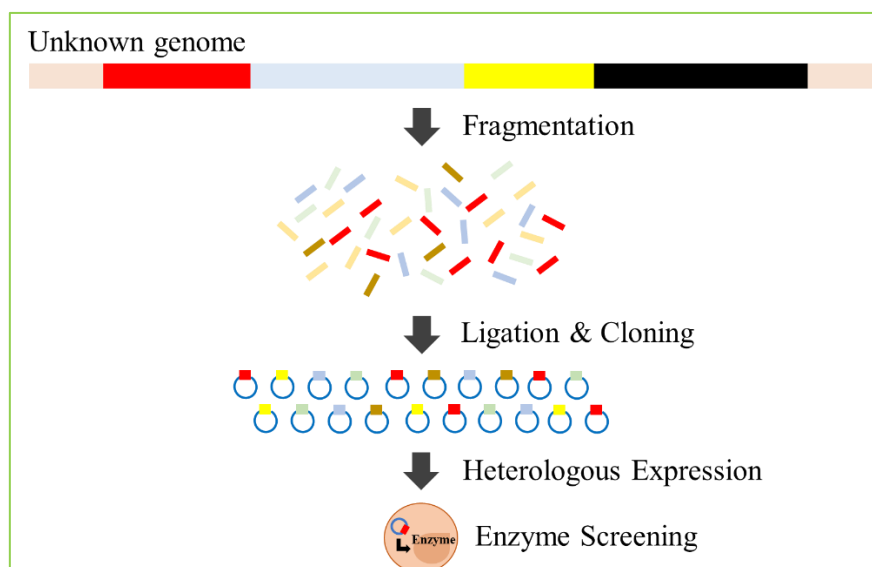 Unknown genome
Fragmentation
Ligation & Cloning
Heterologous Expression
Enzyme
Enzyme Screening